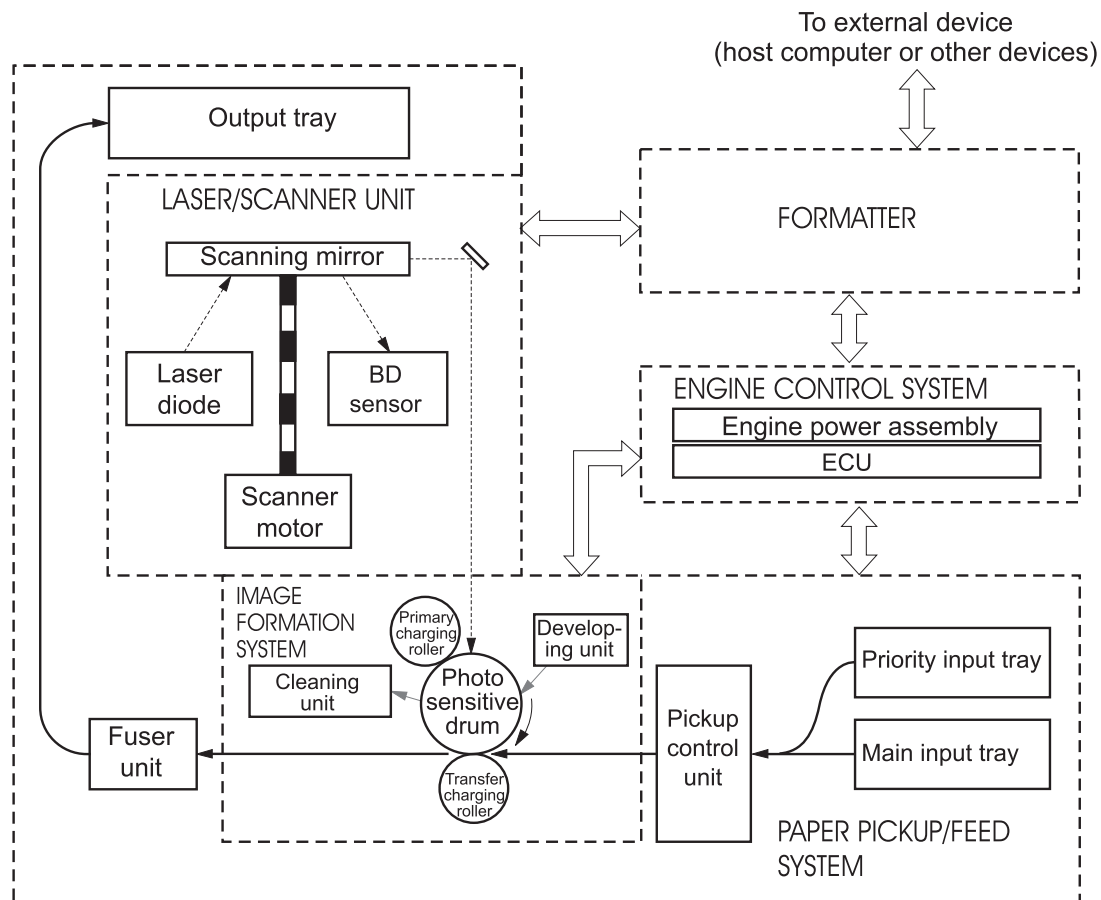 To external device
(host computer or other devices)
Output tray
LASER/SCANNER UNIT
FORMATTER
Scanning mirror
Laser
diode
BD
sensor
Scanner
motor
ENGINE CONTROL SYSTEM
Engine power assembly
ECU
IMAGE
FORMATION
SYSTEM
Primary
charging
roller
Develop-
ing unit
Cleaning
unit
Photo
sensitive
drum
Transfer
charging
roller
Fuser
unit
Pickup
control
unit
Priority input tray
Main input tray
PAPER PICKUP/FEED
SYSTEM